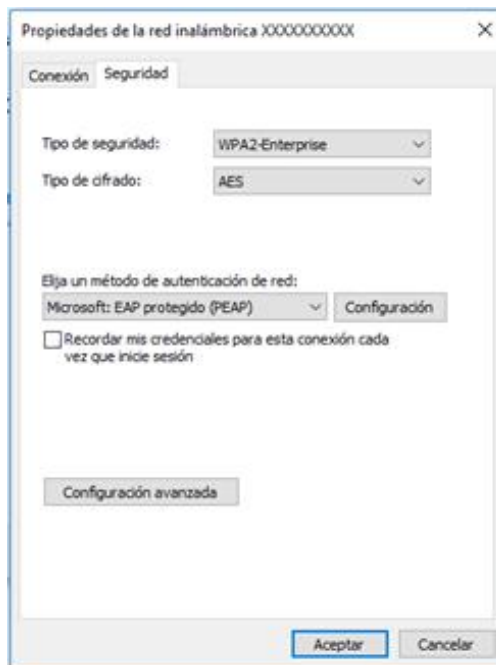 Propiedades de la red inalámbrica XXXXXXXXXXX
Conexión Seguridad
Tipo de seguridad: WPA2-Enterprise
Tipo de cifrado: AES
Elija un método de autenticación de red:
Microsoft: EAP protegido (PEAP) Configuración
Recordar mis credenciales para esta conexión cada
vez que inicie sesión
Configuración avanzada
Aceptar Cancelar